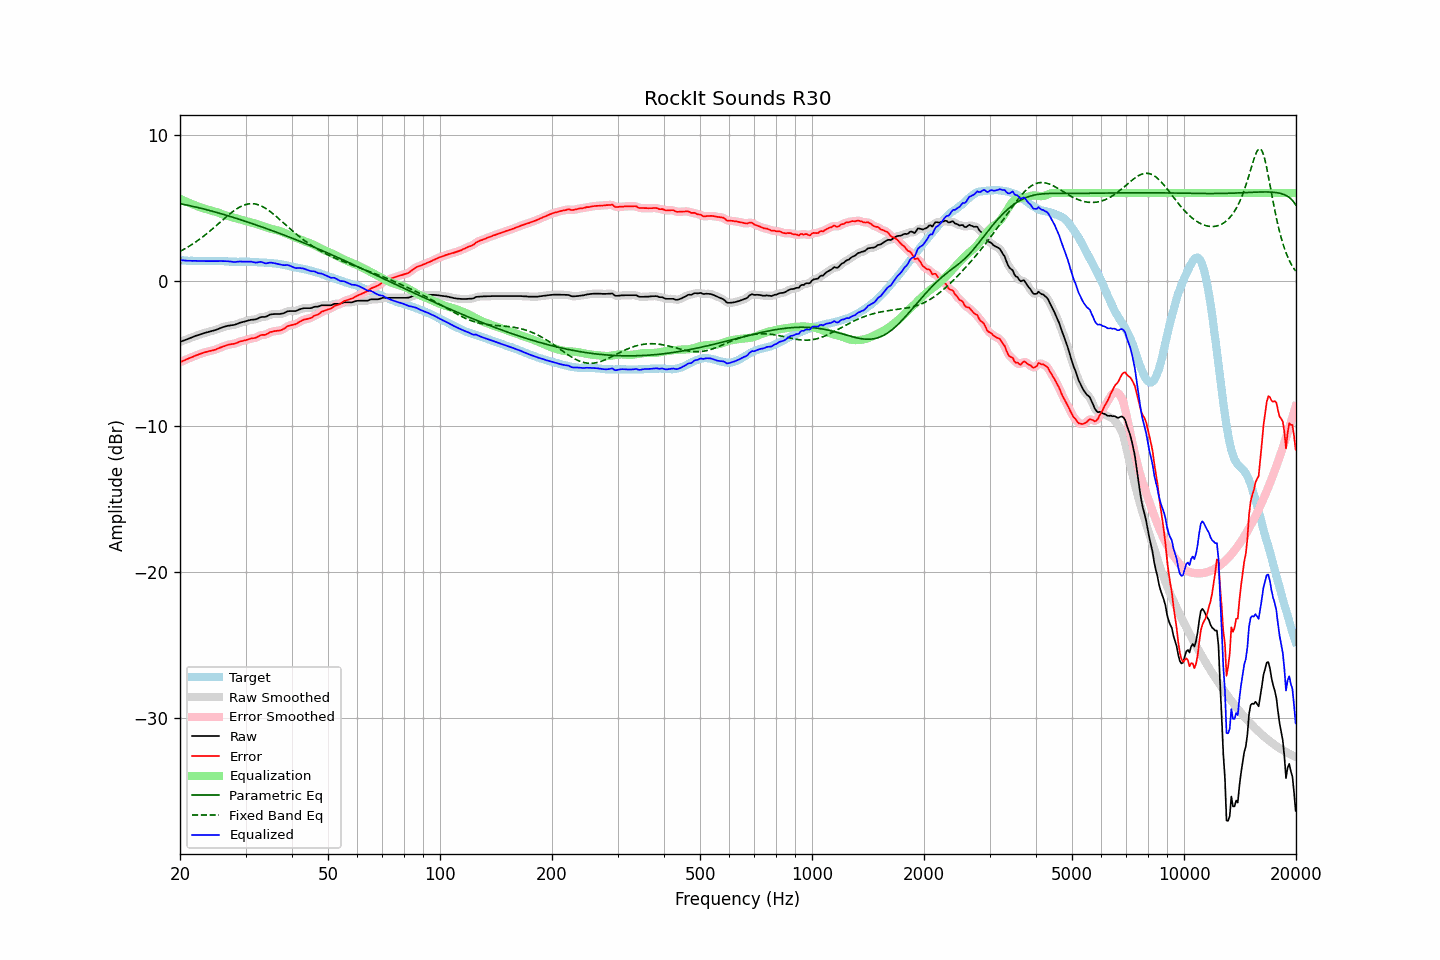 RockIt Sounds R30
Amplitude (dBr)
10
0
−10
−20
−30
Target
Raw Smoothed
Error Smoothed
Raw
Error
Equalization
Parametric Eq
Fixed Band Eq
Equalized
20 50 100 200 500 1000 2000 5000 10000 20000
Frequency (Hz)